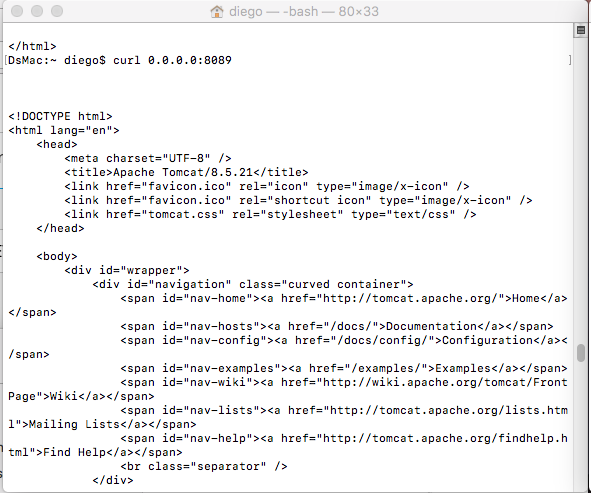 diego — -bash — 80×33
</html>
[DsMac:~ diego$ curl 0.0.0.0:8089 ]
<!DOCTYPE html>
<html lang="en">
    <head>
        <meta charset="UTF-8" />
        <title>Apache Tomcat/8.5.21</title>
        <link href="favicon.ico" rel="icon" type="image/x-icon" />
        <link href="favicon.ico" rel="shortcut icon" type="image/x-icon" />
        <link href="tomcat.css" rel="stylesheet" type="text/css" />
    </head>
    <body>
        <div id="wrapper">
            <div id="navigation" class="curved container">
                <span id="nav-home"><a href="http://tomcat.apache.org/">Home</a>
</span>
                <span id="nav-hosts"><a href="/docs/">Documentation</a></span>
                <span id="nav-config"><a href="/docs/config/">Configuration</a><
/span>
                <span id="nav-examples"><a href="/examples/">Examples</a></span>
                <span id="nav-wiki"><a href="http://wiki.apache.org/tomcat/Front
Page">Wiki</a></span>
                <span id="nav-lists"><a href="http://tomcat.apache.org/lists.htm
l">Mailing Lists</a></span>
                <span id="nav-help"><a href="http://tomcat.apache.org/findhelp.h
tml">Find Help</a></span>
                <br class="separator" />
            </div>